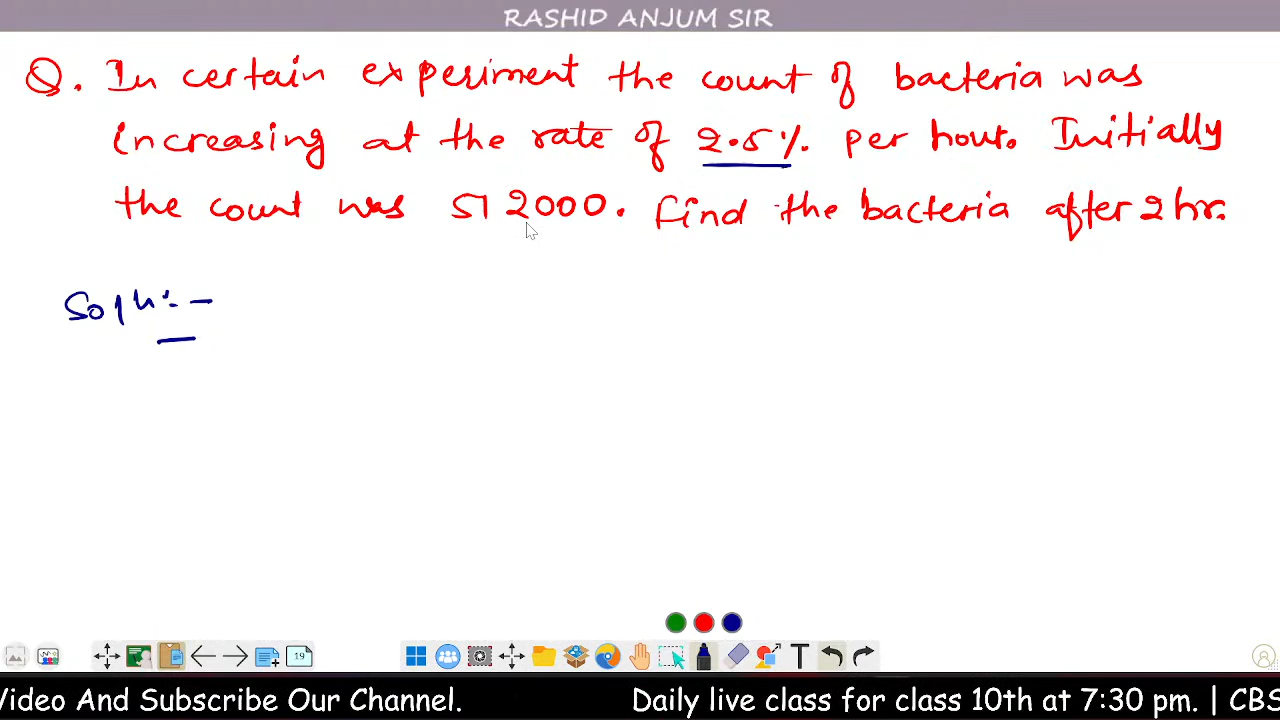 RASHID ANJUM SIR
Q. In certain experiment the count of bacteria was
increasing at the rate of 2.5% per hour. Initially
the count was 512000. Find the bacteria after 2 hr.
Soln:-
19
Video And Subscribe Our Channel. Daily live class for class 10th at 7:30 pm. | CBS